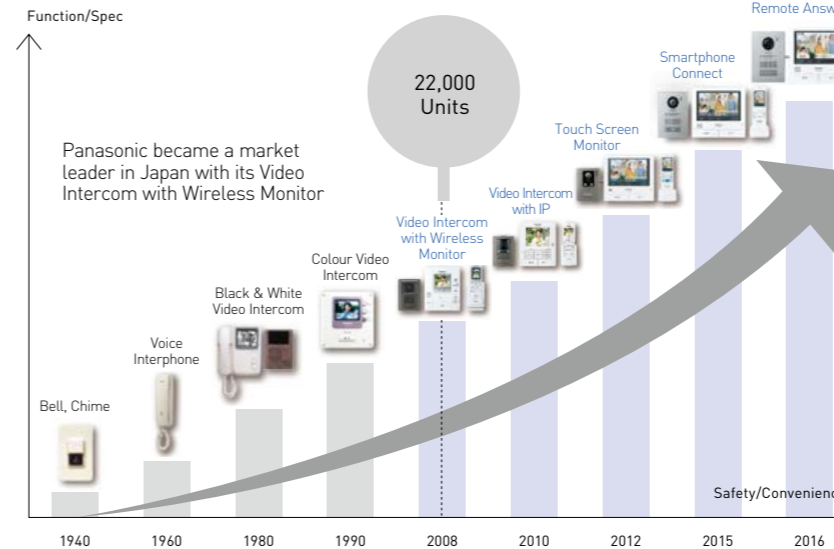 Function/Spec
Remote Answ
22,000
Units
Smartphone
Connect
Panasonic became a market
leader in Japan with its Video
Intercom with Wireless Monitor
Touch Screen
Monitor
Video Intercom
with IP
Video Intercom
with Wireless
Monitor
Colour Video
Intercom
Black & White
Video Intercom
Voice
Interphone
Bell, Chime
Safety/Convenienc
1940
1960
1980
1990
2008
2010
2012
2015
2016